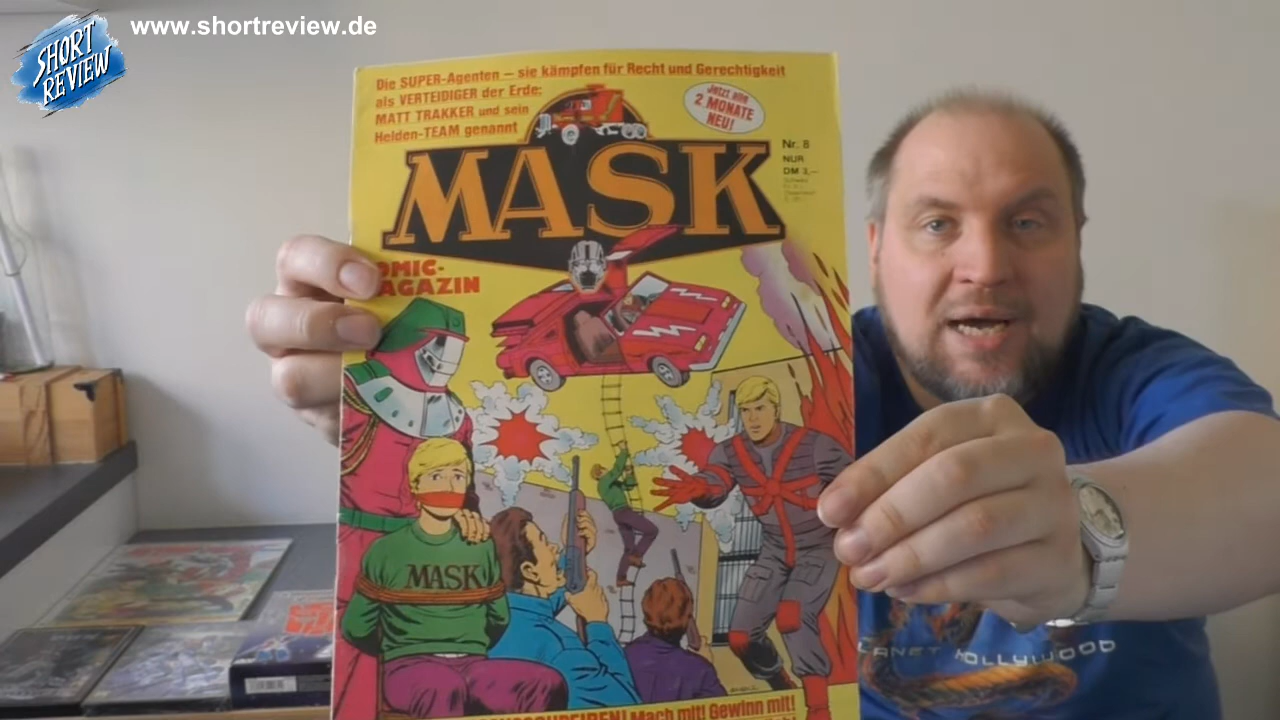 SHORT
REVIEW
www.shortreview.de
Die SUPER-Agenten – sie kämpfen für Recht und Gerechtigkeit
als VERTEIDIGER der Erde:
MATT TRAKKER und sein
Helden-TEAM genannt
Jetzt alle
2 MONATE
NEU!
MASK
Nr. 8
NUR
DM 3,–
OMIC-
AGAZIN
MASK
Mach mit! Gewinn mit!
PLANET HOLLYWOOD